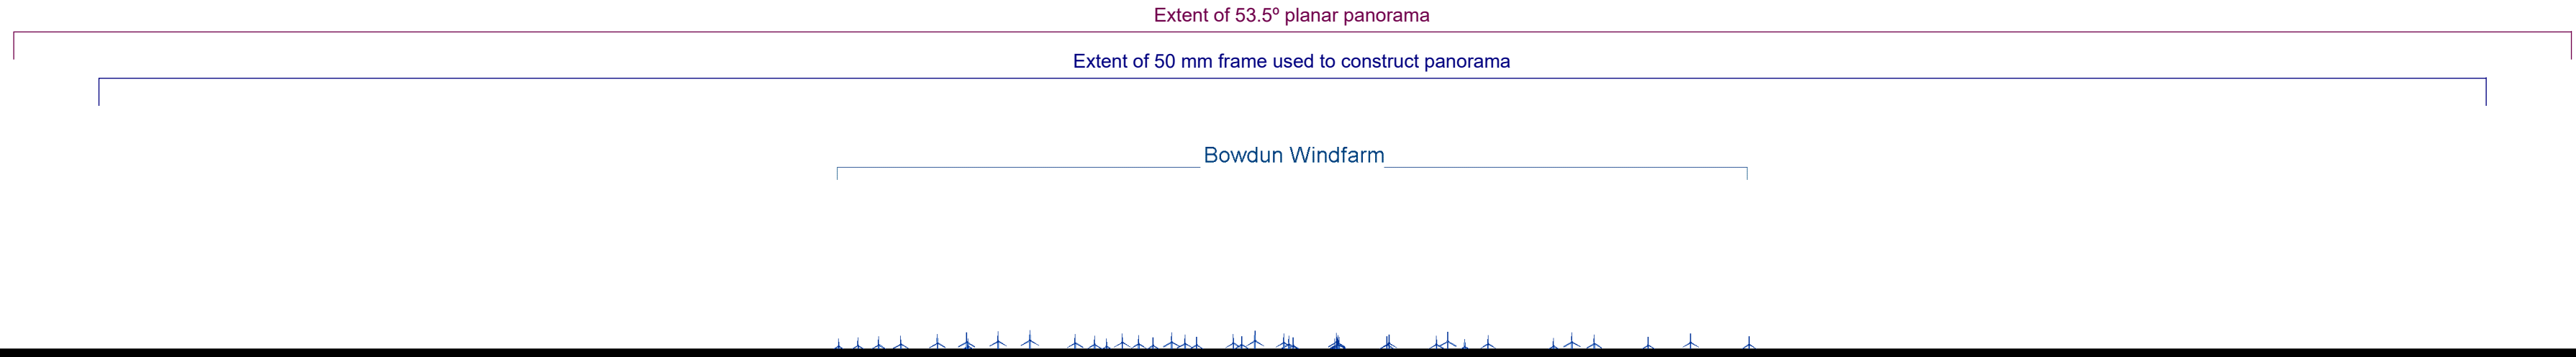 Extent of 53.5º planar panorama
Extent of 50 mm frame used to construct panorama
Bowdun Windfarm